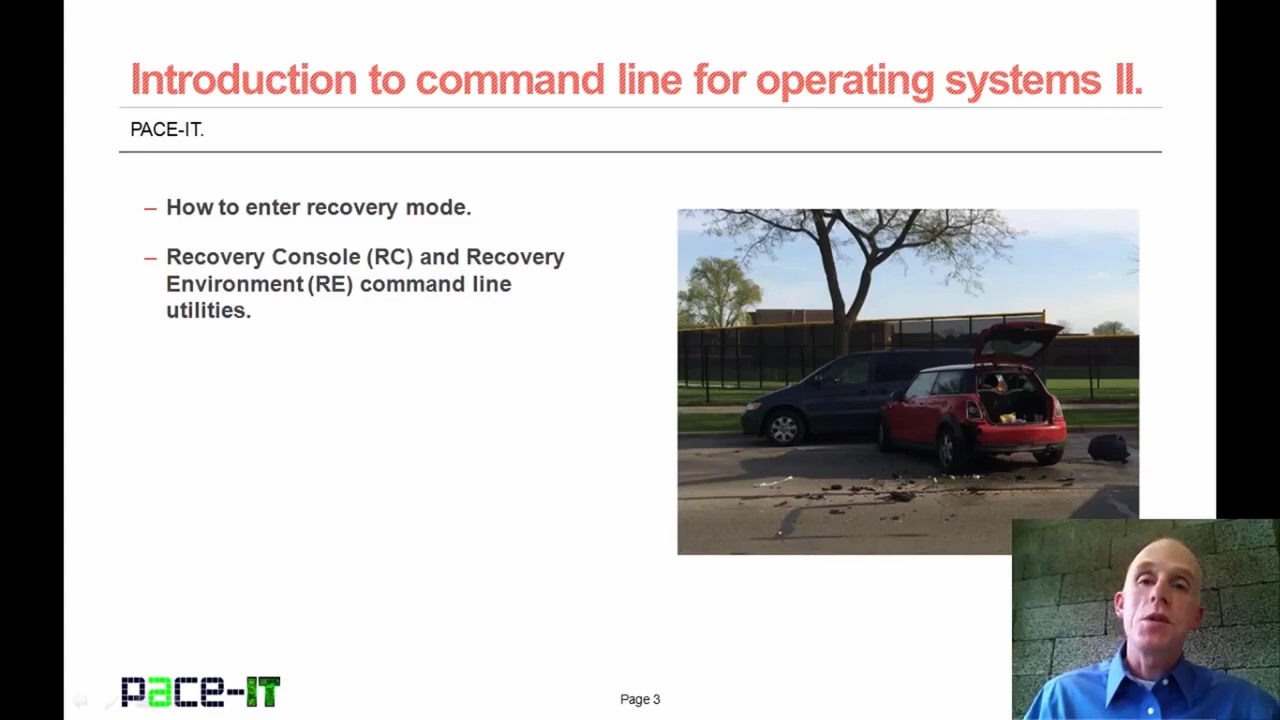 Introduction to command line for operating systems II.
PACE-IT.
– How to enter recovery mode.
– Recovery Console (RC) and Recovery
Environment (RE) command line
utilities.
pace-IT
Page 3